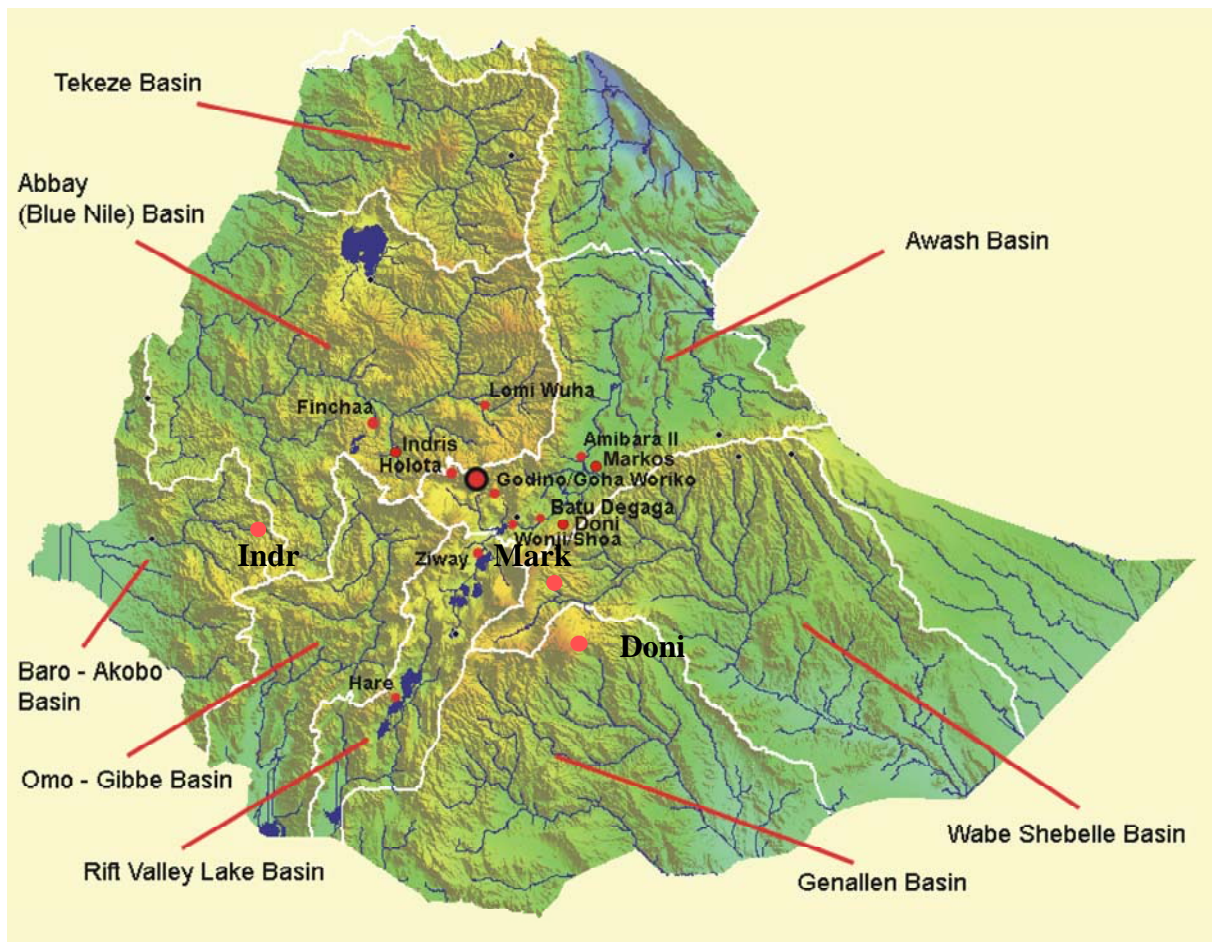 Tekeze Basin
Abbay
(Blue Nile) Basin
Awash Basin
Lomi Wuha
Finchaa
Indris
Amibara II
Holota
Markos
Godino/Goha Woriko
Batu Degaga
Doni
Wonji/Shoa
Indr
Ziway
Mark
Doni
Baro - Akobo
Basin
Hare
Omo - Gibbe Basin
Wabe Shebelle Basin
Rift Valley Lake Basin
Genallen Basin